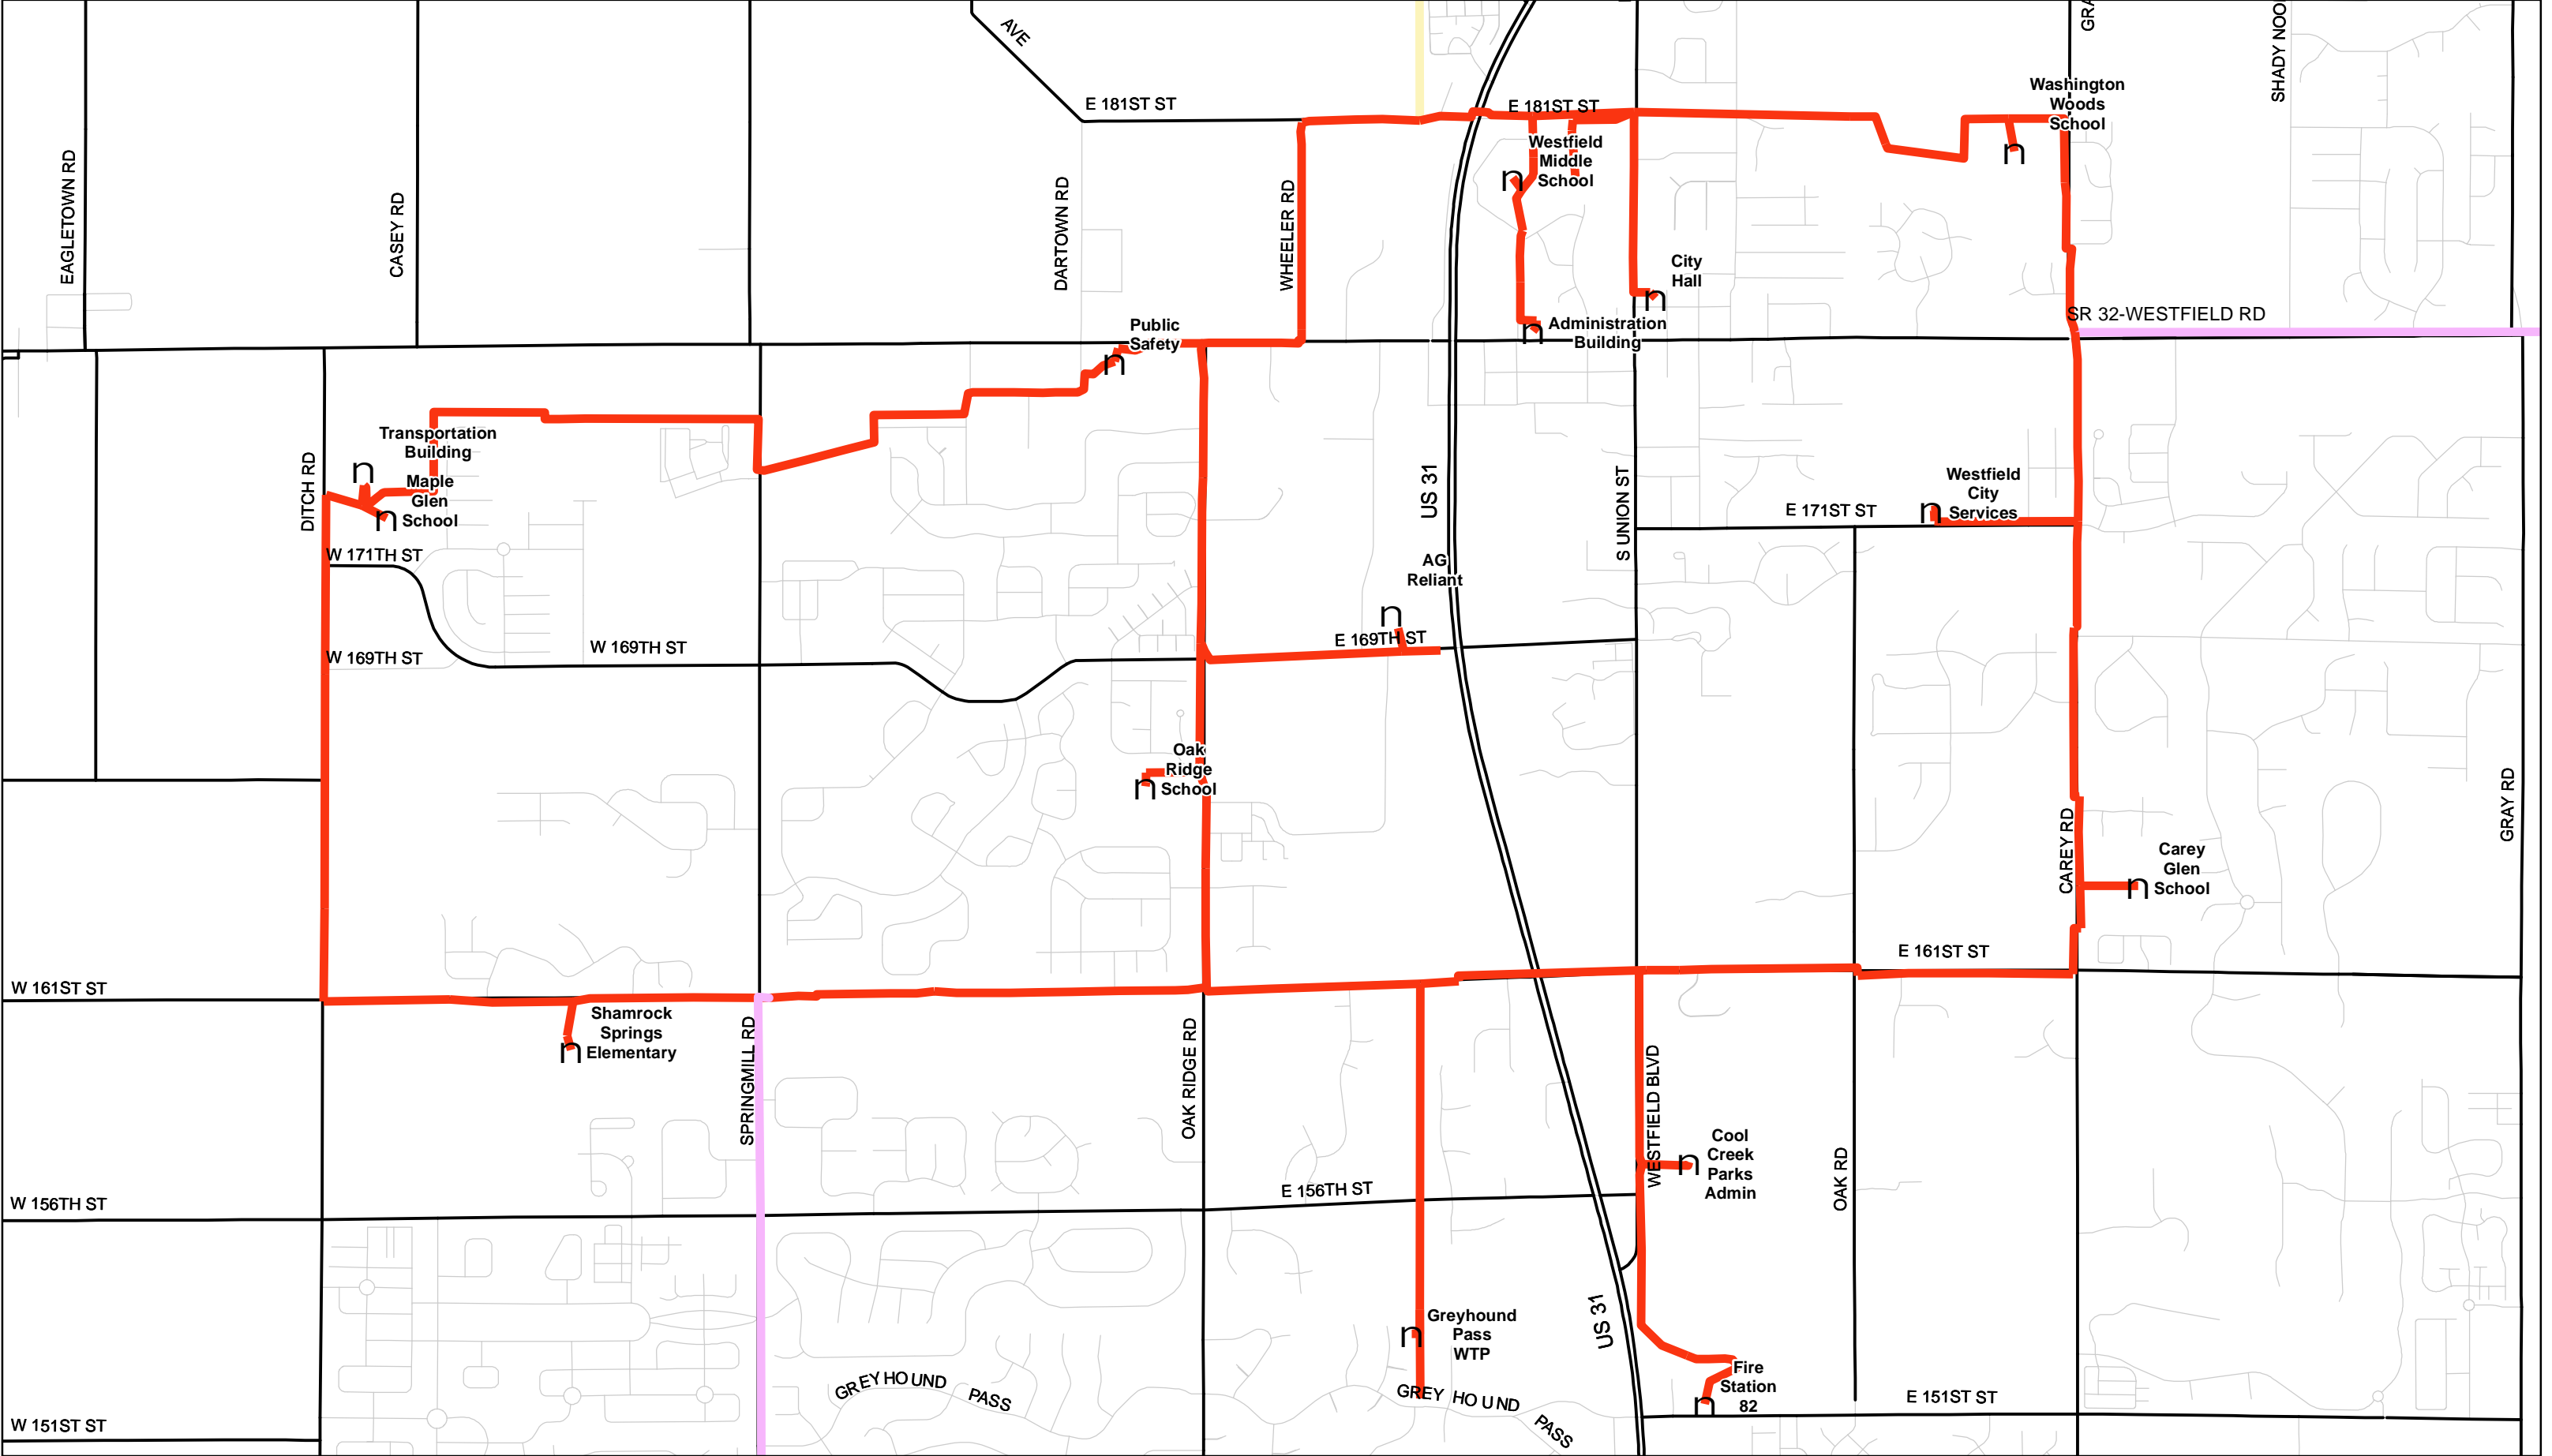 AVE
GRA
SHADY NOO
E 181ST ST
E 181ST ST
Washington
Woods
School
n
Westfield
Middle
School
n
EAGLETOWN RD
CASEY RD
DARTOWN RD
WHEELER RD
City
Hall
n
SR 32-WESTFIELD RD
Administration
Building
n
Public
Safety
n
Transportation
Building
n
Maple
Glen
School
n
DITCH RD
US 31
S UNION ST
Westfield
City
Services
n
E 171ST ST
W 171TH ST
AG
Reliant
n
E 169TH ST
W 169TH ST
W 169TH ST
Oak
Ridge
School
n
GRAY RD
CAREY RD
Carey
Glen
School
n
E 161ST ST
W 161ST ST
Shamrock
Springs
Elementary
n
SPRINGMILL RD
OAK RIDGE RD
WESTFIELD BLVD
Cool
Creek
Parks
Admin
n
OAK RD
W 156TH ST
E 156TH ST
US 31
Greyhound
Pass
WTP
n
Fire
Station
82
n
GREYHOUND PASS
GREY HOUND PASS
E 151ST ST
W 151ST ST